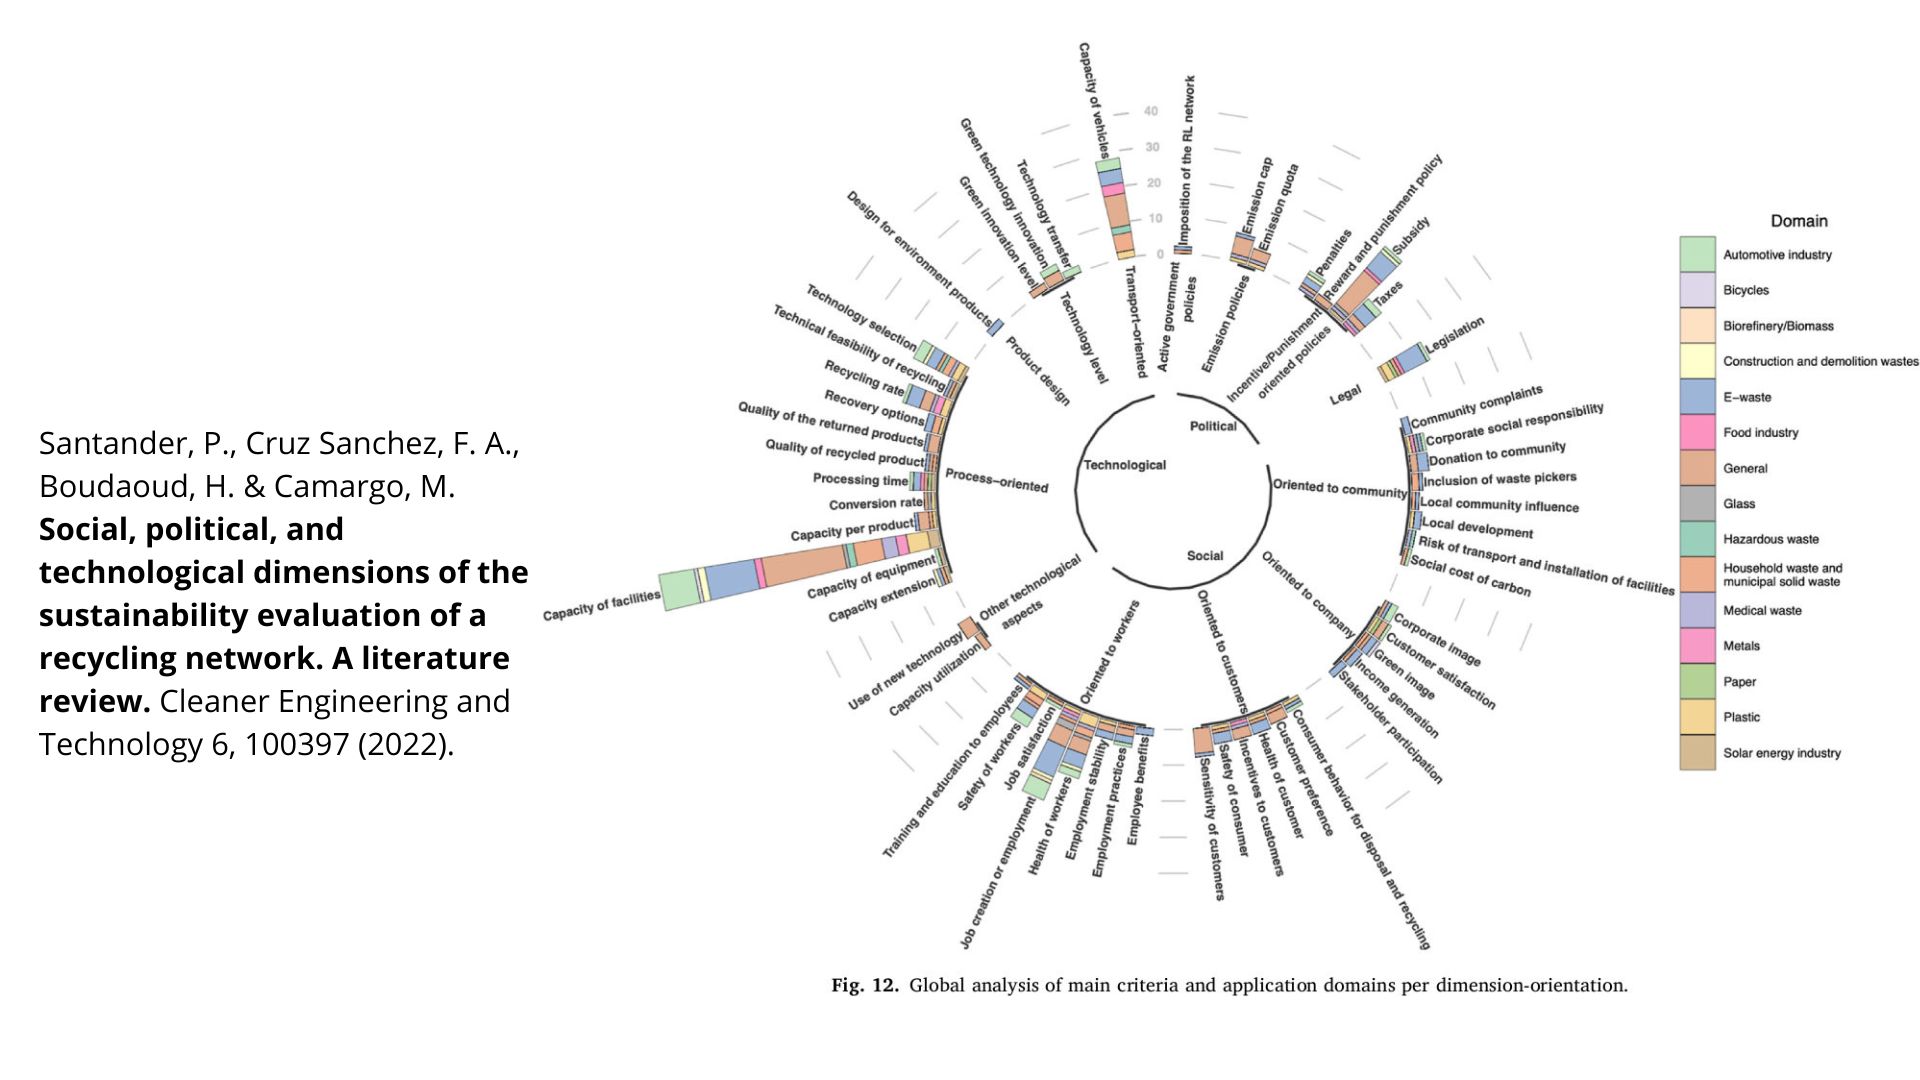 Santander, P., Cruz Sanchez, F. A.,
Boudaoud, H. & Camargo, M.
Social, political, and
technological dimensions of the
sustainability evaluation of a
recycling network. A literature
review. Cleaner Engineering and
Technology 6, 100397 (2022).
Capacity of vehicles
Imposition of the RL network
Emission cap
Emission quota
Penalties
Reward and punishment policy
Subsidy
Taxes
Legislation
Community complaints
Corporate social responsibility
Donation to community
Inclusion of waste pickers
Local community influence
Local development
Risk of transport and installation of facilities
Social cost of carbon
Corporate image
Customer satisfaction
Green image
Income generation
Stakeholder participation
Consumer behavior for disposal and recycling
Customer preference
Health of customer
Incentives to customers
Safety of consumer
Sensitivity of customers
Employee benefits
Employment practices
Employment stability
Health of workers
Job creation or employment
Job satisfaction
Safety of workers
Training and education to employees
Capacity utilization
Use of new technology
Capacity extension
Capacity of equipment
Capacity of facilities
Capacity per product
Conversion rate
Processing time
Quality of recycled product
Quality of the returned products
Recovery options
Recycling rate
Technical feasibility of recycling
Technology selection
Design for environment products
Green innovation level
Green technology innovation
Technology transfer
40
30
20
10
0
Transport–oriented
Active government
policies
Emission policies
Incentive/Punishment
oriented policies
Legal
Oriented to community
Oriented to company
Oriented to customers
Oriented to workers
Other technological
aspects
Process–oriented
Product design
Technology level
Political
Technological
Social
Domain
Automotive industry
Bicycles
Biorefinery/Biomass
Construction and demolition wastes
E–waste
Food industry
General
Glass
Hazardous waste
Household waste and
municipal solid waste
Medical waste
Metals
Paper
Plastic
Solar energy industry
Fig. 12. Global analysis of main criteria and application domains per dimension-orientation.